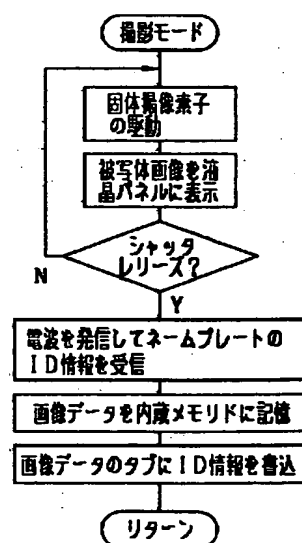 撮影モード
固体撮像素子
の駆動
被写体画像を液
晶パネルに表示
シャッタ
レリーズ?
N
Y
電波を発信してネームプレートの
ID情報を受信
画像データを内蔵メモリドに記憶
画像データのタブにID情報を書込
リターン